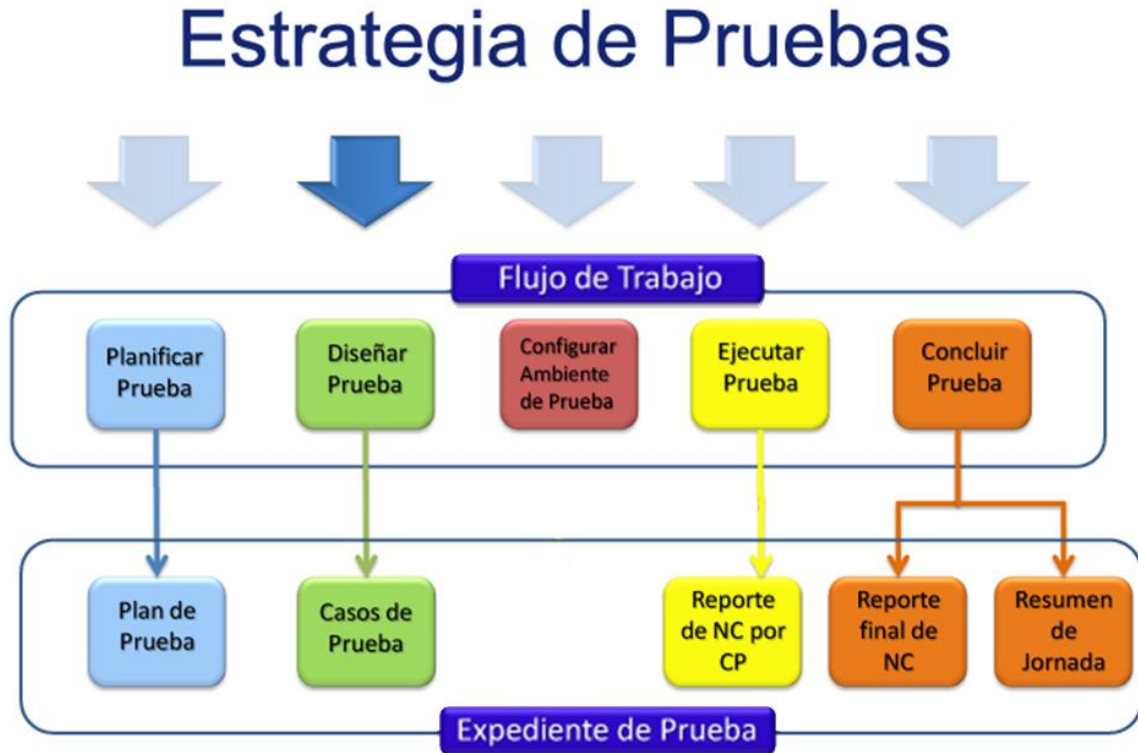 Estrategia de Pruebas
Flujo de Trabajo
Planificar
Prueba
Diseñar
Prueba
Configurar
Ambiente
de Prueba
Ejecutar
Prueba
Concluir
Prueba
Plan de
Prueba
Casos de
Prueba
Reporte
de NC por
CP
Reporte
final de
NC
Resumen
de
Jornada
Expediente de Prueba